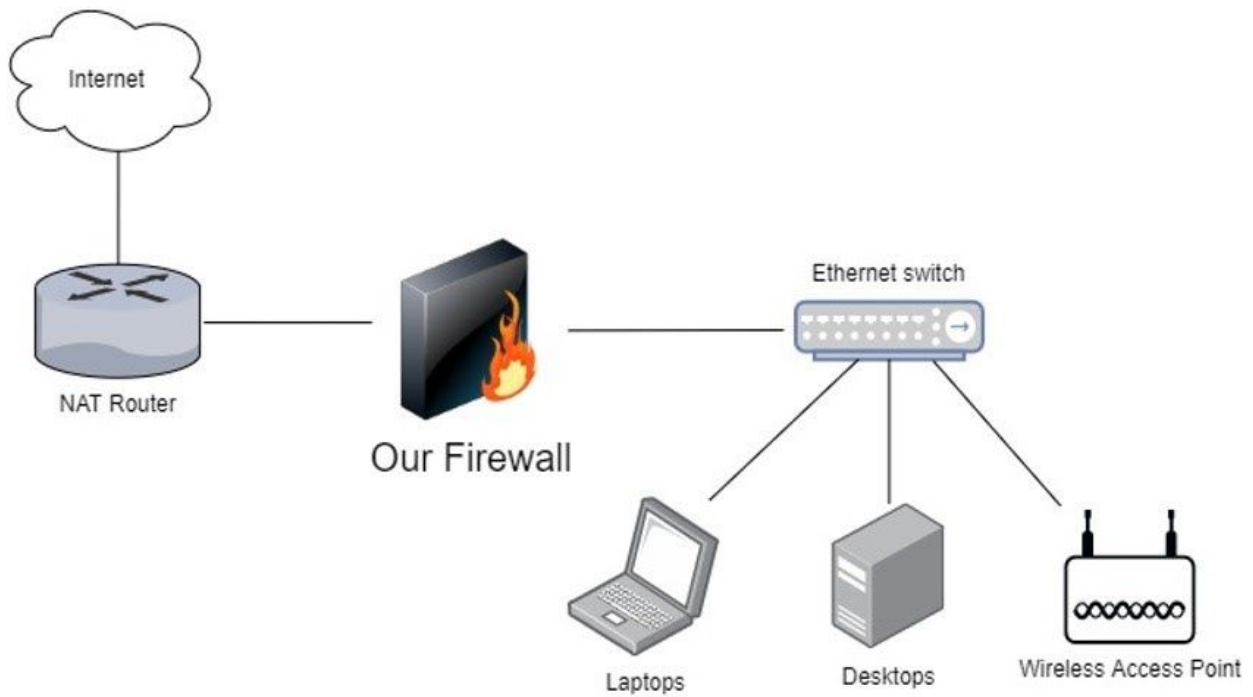 Internet
Ethernet switch
NAT Router
Our Firewall
Laptops
Desktops
Wireless Access Point